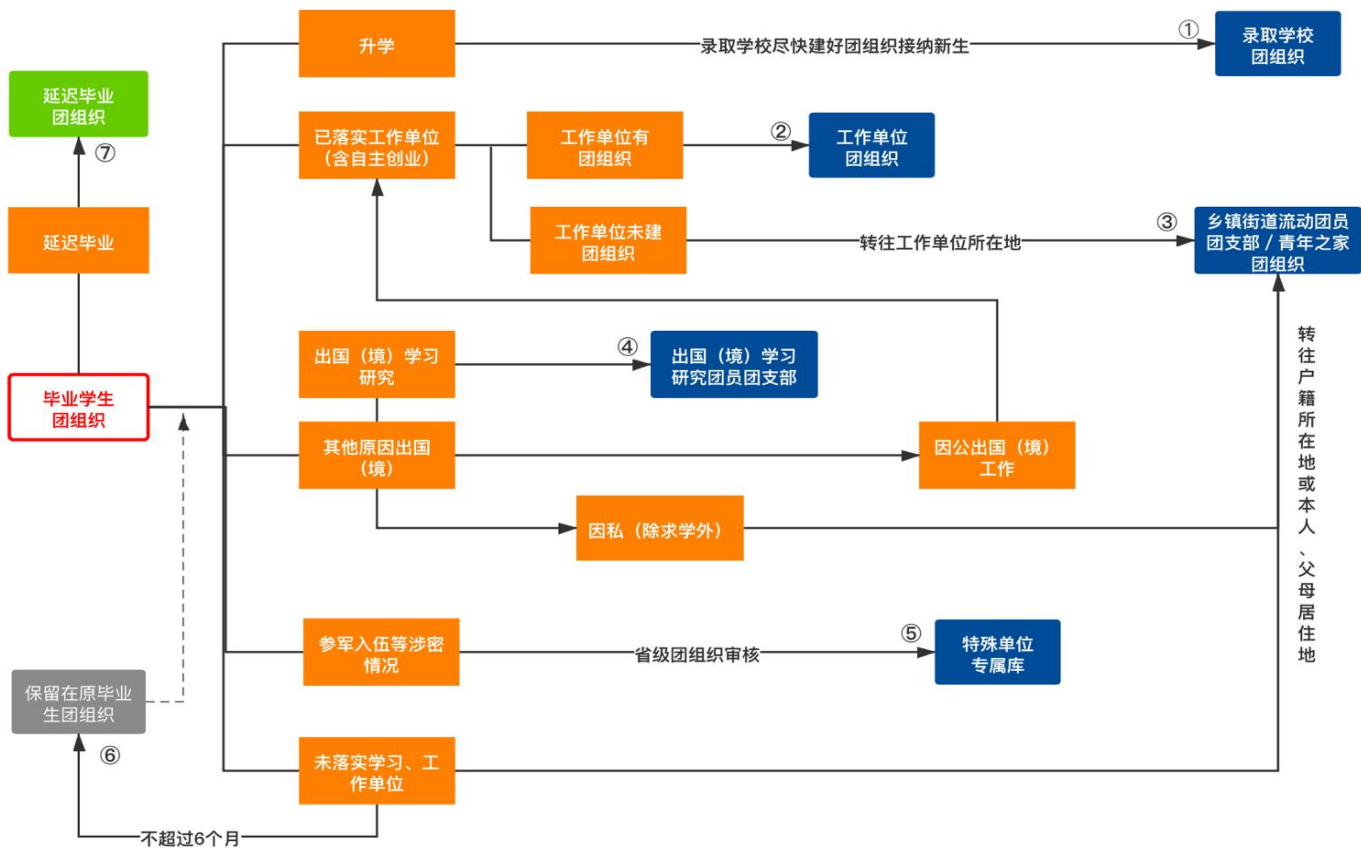 升学
录取学校尽快建好团组织接纳新生
①
录取学校
团组织
延迟毕业
团组织
⑦
已落实工作单位
（含自主创业）
工作单位有
团组织
②
工作单位
团组织
延迟毕业
工作单位未建
团组织
转往工作单位所在地
③
乡镇街道流动团员
团支部 / 青年之家
团组织
出国（境）学习
研究
④
出国（境）学习
研究团员团支部
转往户籍所在地或本人、父母居住地
毕业学生
团组织
其他原因出国
（境）
因公出国（境）
工作
因私（除求学外）
参军入伍等涉密
情况
省级团组织审核
⑤
特殊单位
专属库
保留在原毕业
生团组织
⑥
未落实学习、工
作单位
不超过6个月